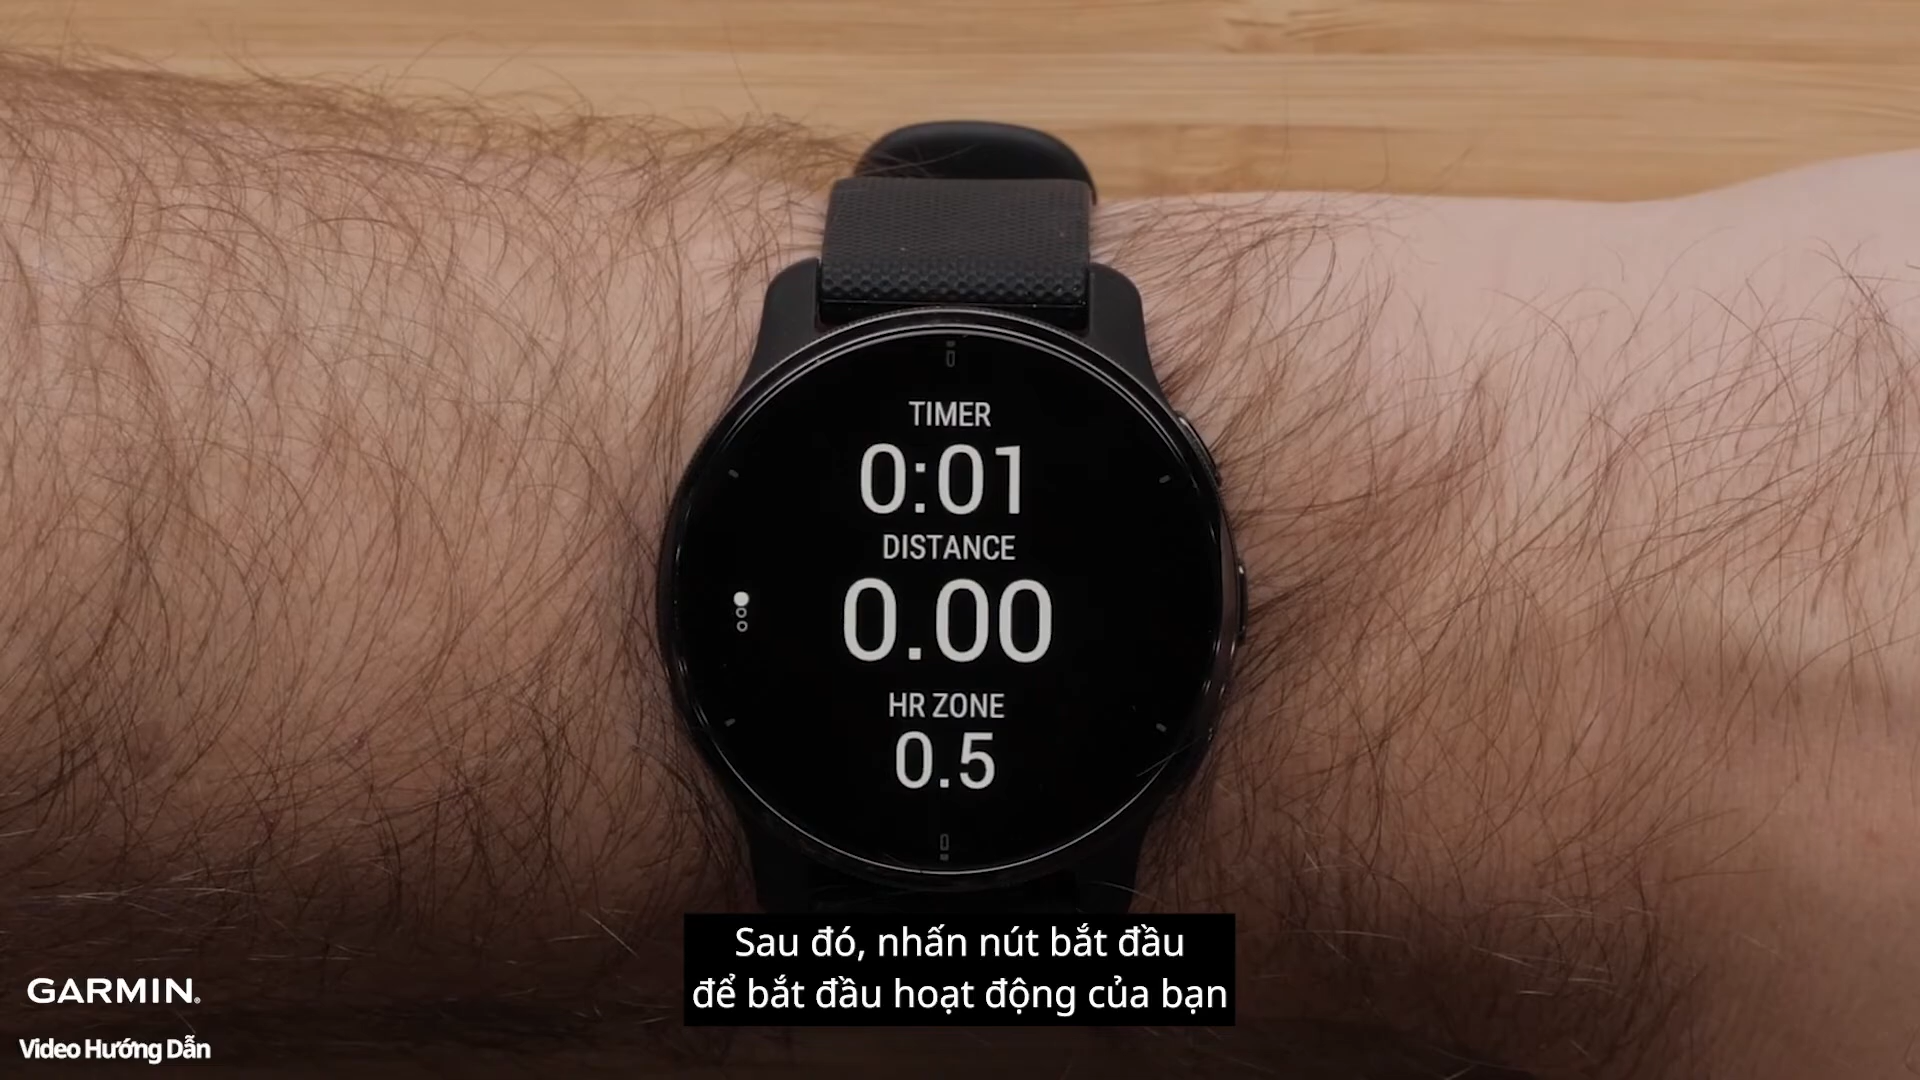 TIMER
0:01
DISTANCE
0.00
HR ZONE
0.5
Sau đó, nhấn nút bắt đầu
để bắt đầu hoạt động của bạn
GARMIN®
Video Hướng Dẫn